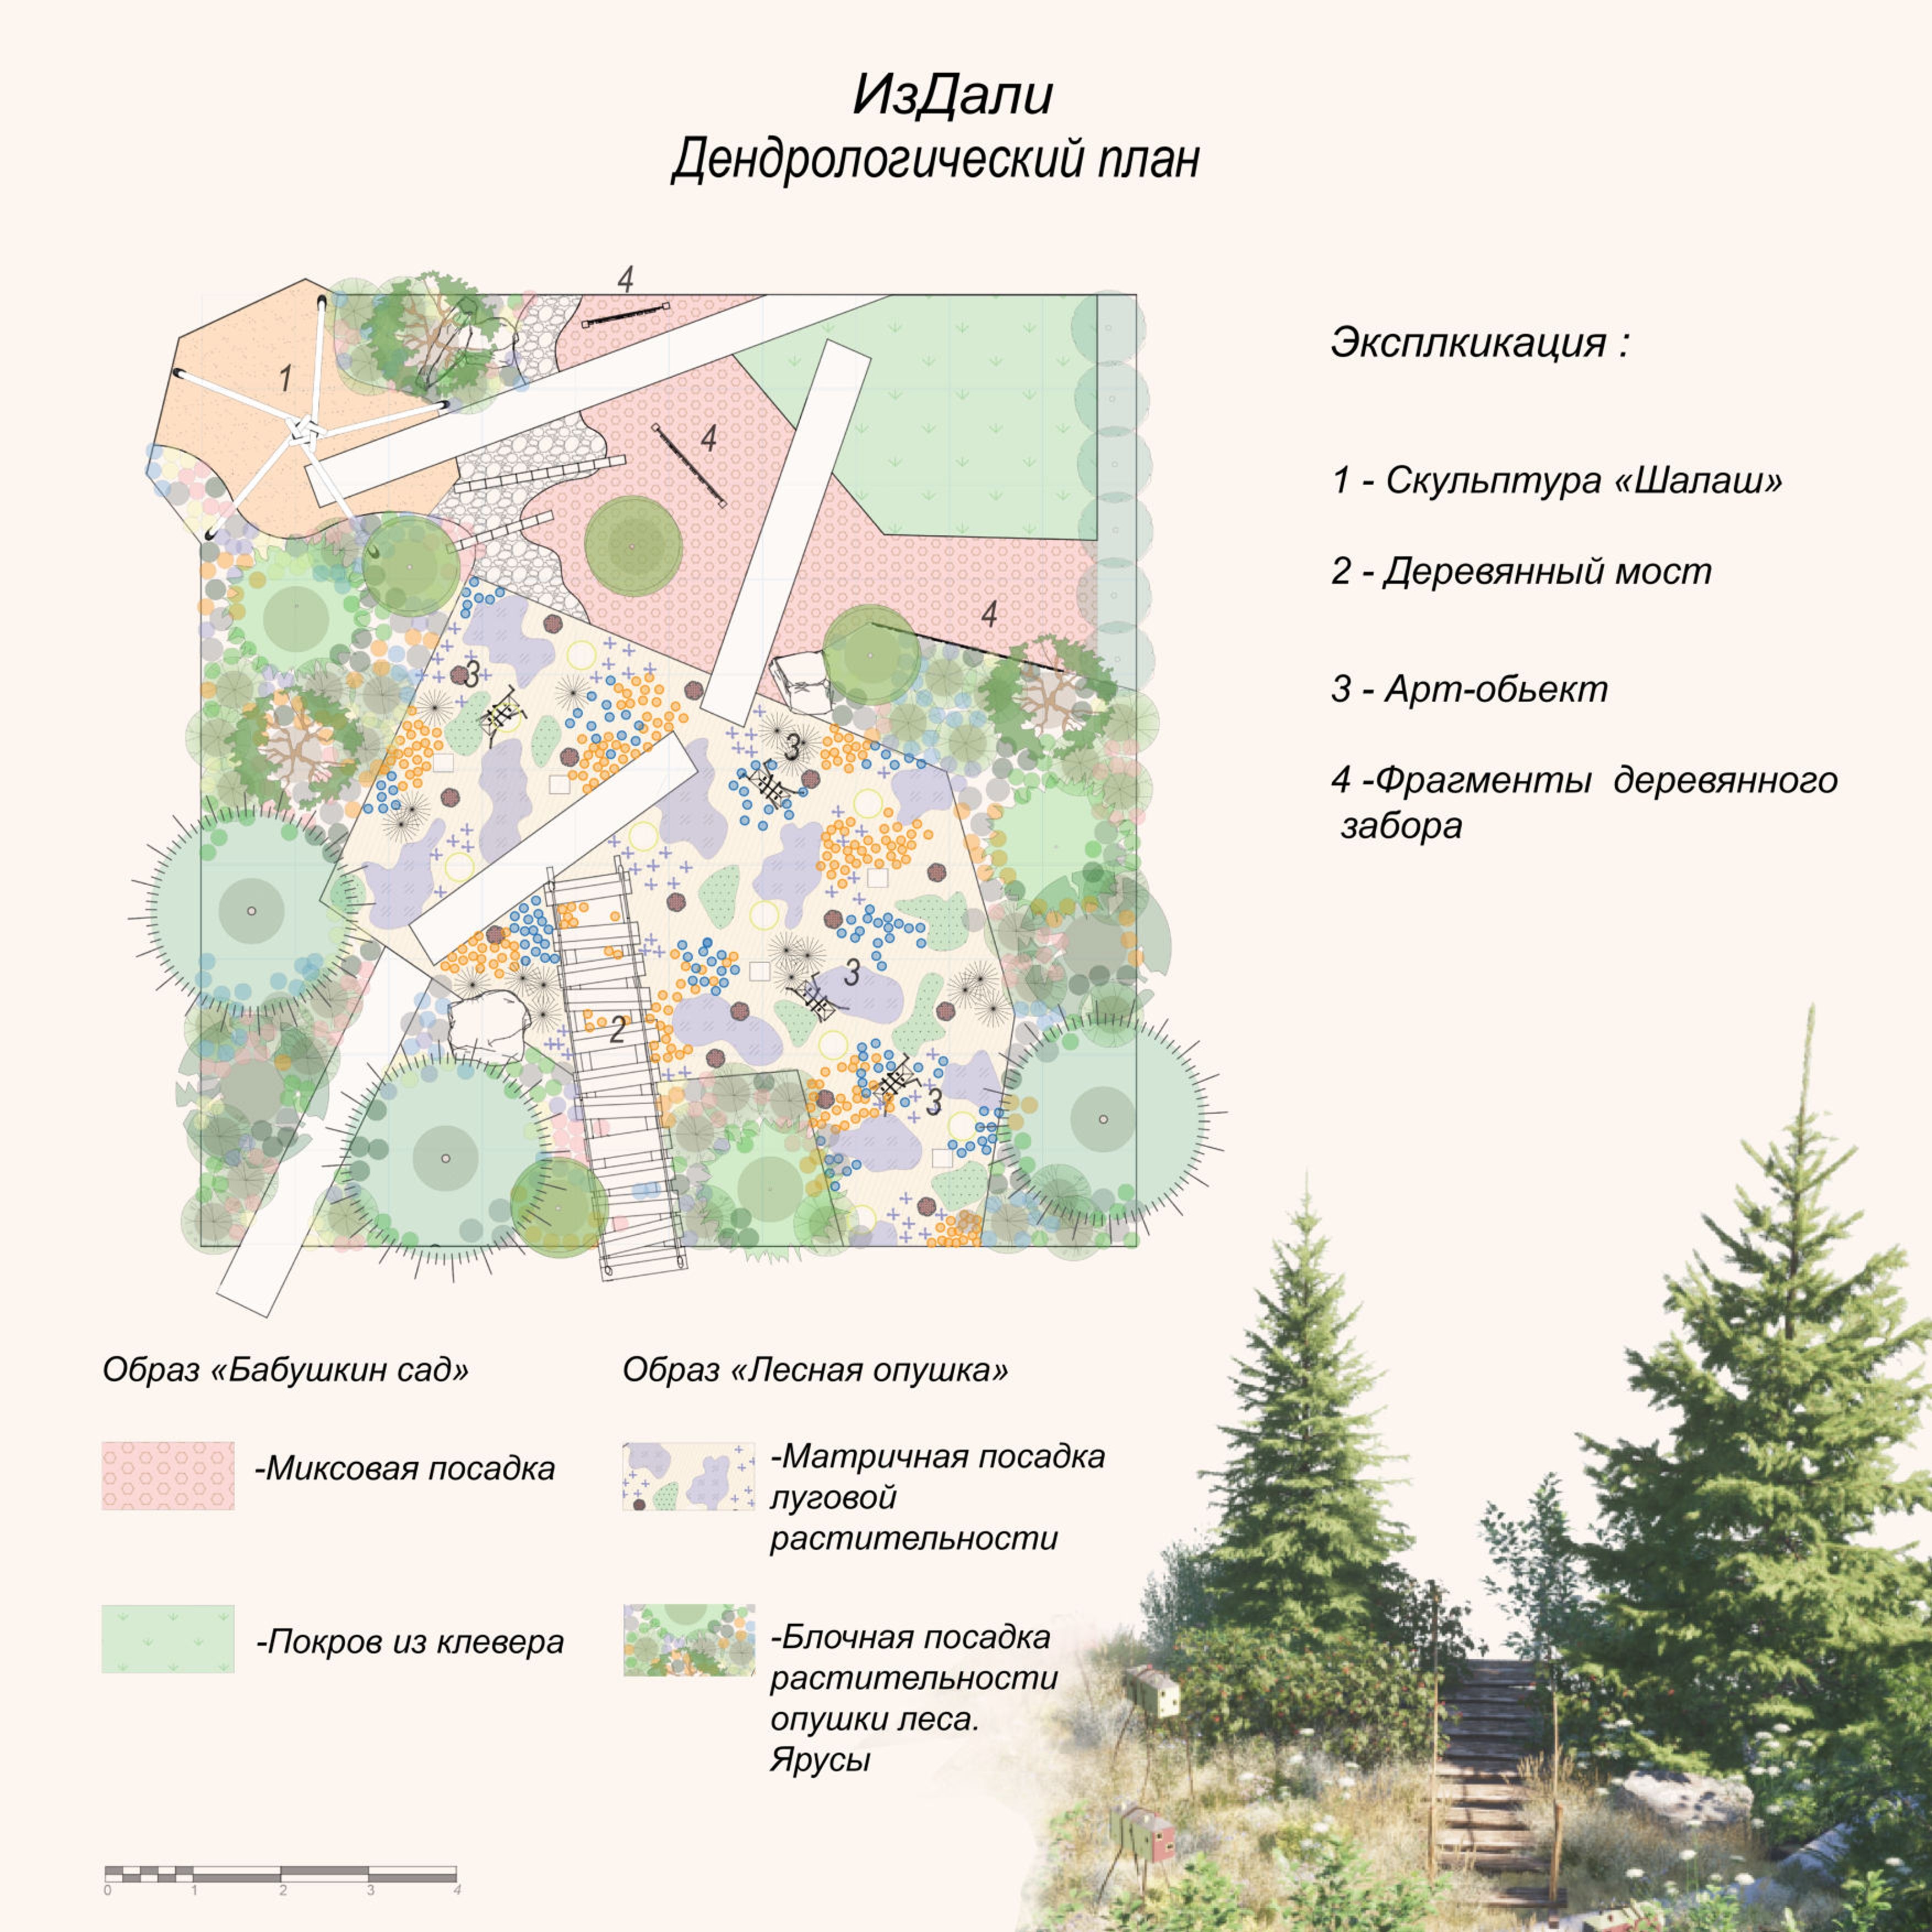 ИзДали
Дендрологический план
4
1
4
4
3
3
3
2
3
Эксплкикация :
1 - Скульптура «Шалаш»
2 - Деревянный мост
3 - Арт-обьект
4 -Фрагменты деревянного
забора
Образ «Бабушкин сад»
-Миксовая посадка
-Покров из клевера
Образ «Лесная опушка»
-Матричная посадка
луговой
растительности
-Блочная посадка
растительности
опушки леса.
Ярусы
0 1 2 3 4